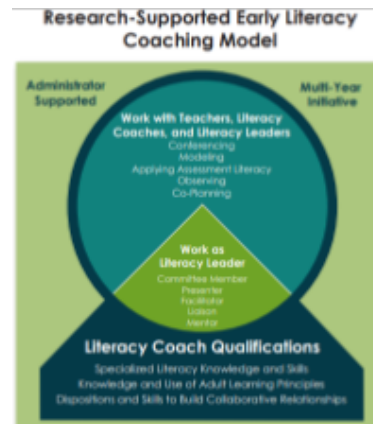 Research-Supported Early Literacy
Coaching Model
Administrator
Supported
Multi-Year
Initiative
Work with Teachers, Literacy
Coaches, and Literacy Leaders
Conferencing
Modeling
Applying Assessment Literacy
Observing
Co-Planning
Work as
Literacy Leader
Committee Member
Presenter
Facilitator
Liaison
Mentor
Literacy Coach Qualifications
Specialized Literacy Knowledge and Skills
Knowledge and Use of Adult Learning Principles
Dispositions and Skills to Build Collaborative Relationships